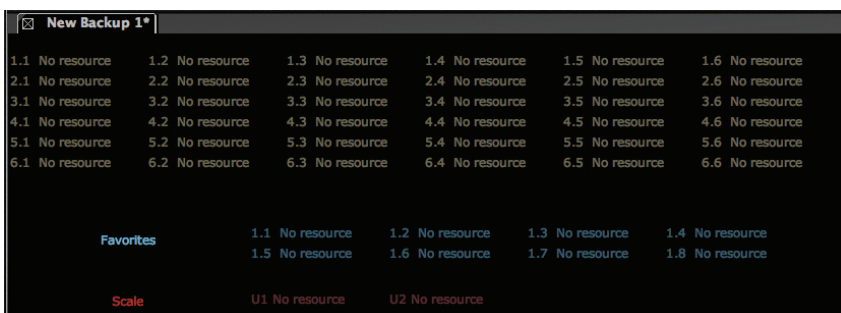 New Backup 1*
1.1 No resource 1.2 No resource 1.3 No resource 1.4 No resource 1.5 No resource 1.6 No resource
2.1 No resource 2.2 No resource 2.3 No resource 2.4 No resource 2.5 No resource 2.6 No resource
3.1 No resource 3.2 No resource 3.3 No resource 3.4 No resource 3.5 No resource 3.6 No resource
4.1 No resource 4.2 No resource 4.3 No resource 4.4 No resource 4.5 No resource 4.6 No resource
5.1 No resource 5.2 No resource 5.3 No resource 5.4 No resource 5.5 No resource 5.6 No resource
6.1 No resource 6.2 No resource 6.3 No resource 6.4 No resource 6.5 No resource 6.6 No resource
Favorites
1.1 No resource 1.2 No resource 1.3 No resource 1.4 No resource
1.5 No resource 1.6 No resource 1.7 No resource 1.8 No resource
Scale U1 No resource U2 No resource